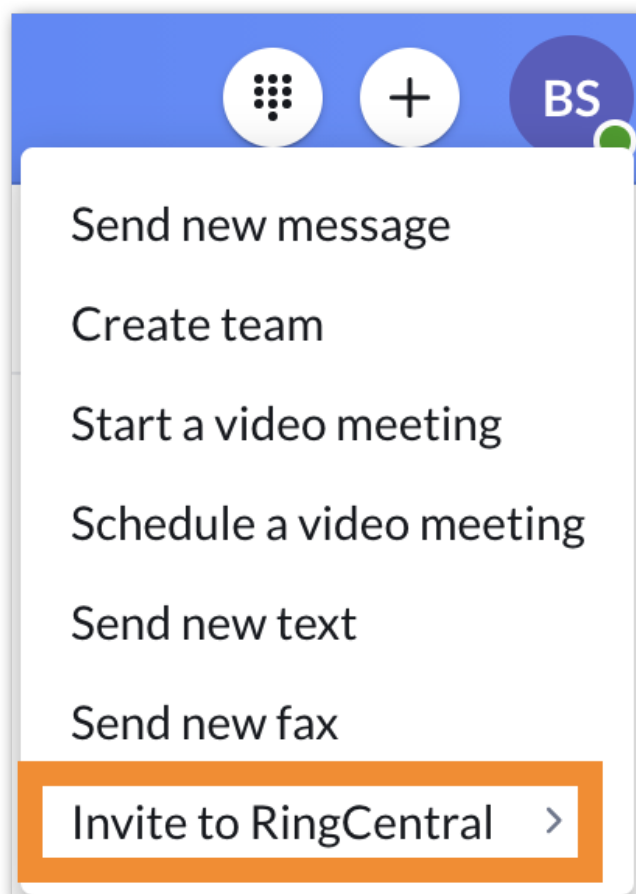 BS
Send new message
Create team
Start a video meeting
Schedule a video meeting
Send new text
Send new fax
Invite to RingCentral